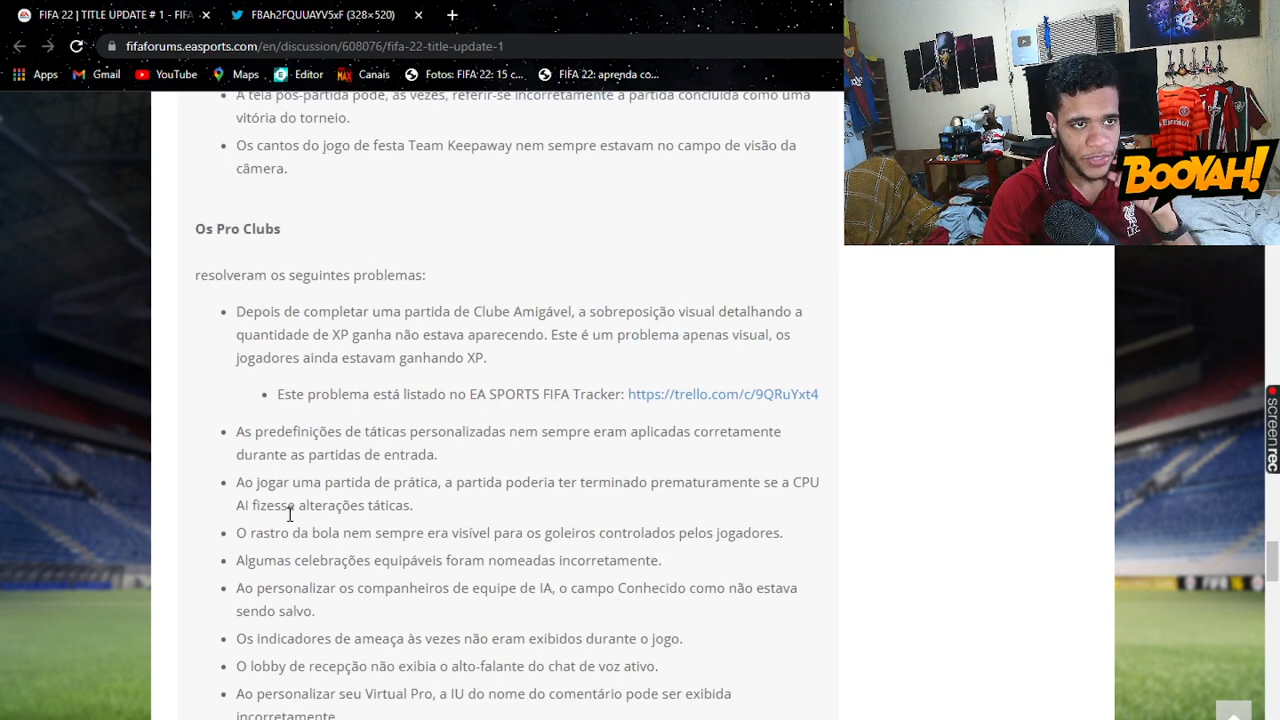 FIFA 22 | TITLE UPDATE # 1 - FIFA
FBAh2FQUUAYV5xF (328×520)
fifaforums.easports.com/en/discussion/608076/fifa-22-title-update-1
Apps
Gmail
YouTube
Maps
Editor
Canais
Fotos: FIFA 22: 15 c...
FIFA 22: aprenda co...
A tela pós-partida pode, às vezes, referir-se incorretamente à partida concluída como uma
vitória do torneio.
Os cantos do jogo de festa Team Keepaway nem sempre estavam no campo de visão da
câmera.
Os Pro Clubs
resolveram os seguintes problemas:
Depois de completar uma partida de Clube Amigável, a sobreposição visual detalhando a
quantidade de XP ganha não estava aparecendo. Este é um problema apenas visual, os
jogadores ainda estavam ganhando XP.
Este problema está listado no EA SPORTS FIFA Tracker: https://trello.com/c/9QRuYxt4
As predefinições de táticas personalizadas nem sempre eram aplicadas corretamente
durante as partidas de entrada.
Ao jogar uma partida de prática, a partida poderia ter terminado prematuramente se a CPU
AI fizesse alterações táticas.
O rastro da bola nem sempre era visível para os goleiros controlados pelos jogadores.
Algumas celebrações equipáveis foram nomeadas incorretamente.
Ao personalizar os companheiros de equipe de IA, o campo Conhecido como não estava
sendo salvo.
Os indicadores de ameaça às vezes não eram exibidos durante o jogo.
O lobby de recepção não exibia o alto-falante do chat de voz ativo.
Ao personalizar seu Virtual Pro, a IU do nome do comentário pode ser exibida
incorretamente.
BOOYAH!
screenrec